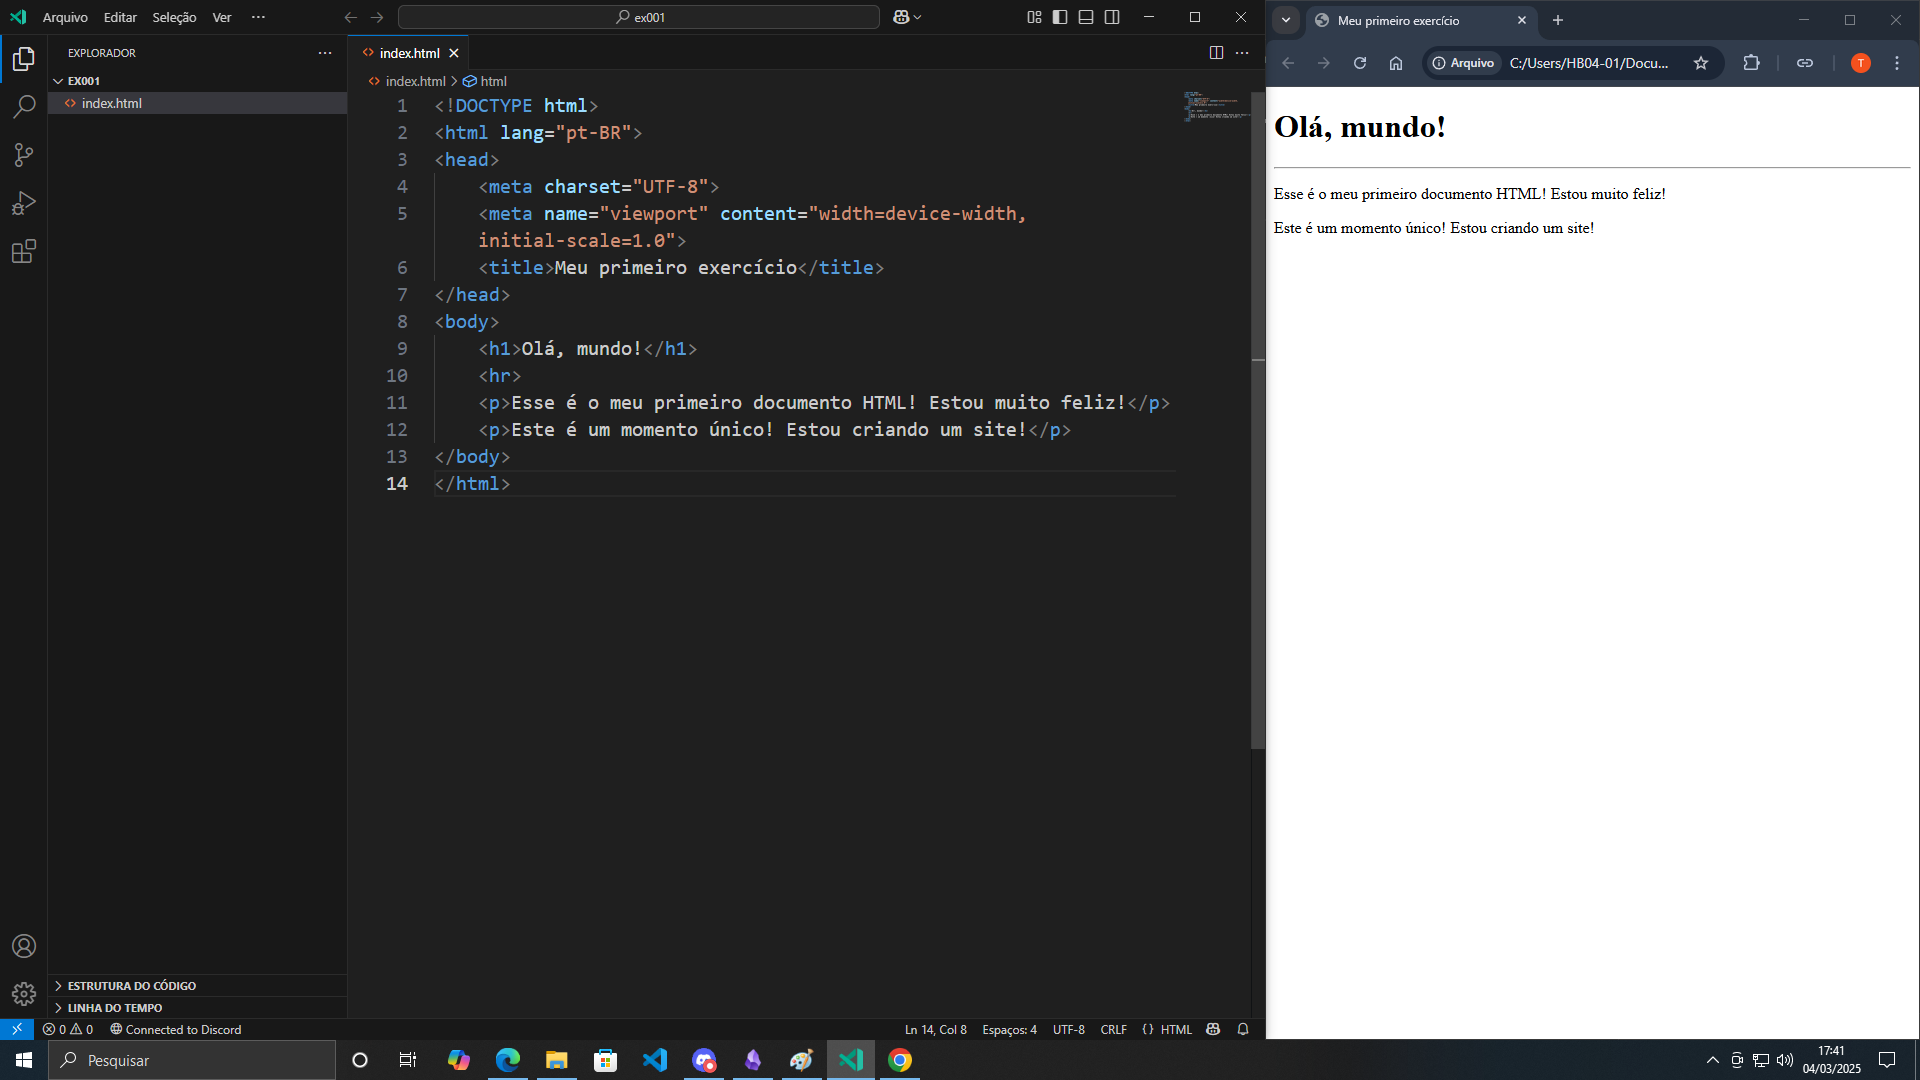 Arquivo Editar Seleção Ver ex001
EXPLORADOR
EX001
index.html
index.html
index.html > html
1 <!DOCTYPE html>
2 <html lang="pt-BR">
3 <head>
4 <meta charset="UTF-8">
5 <meta name="viewport" content="width=device-width,
initial-scale=1.0">
6 <title>Meu primeiro exercício</title>
7 </head>
8 <body>
9 <h1>Olá, mundo!</h1>
10 <hr>
11 <p>Esse é o meu primeiro documento HTML! Estou muito feliz!</p>
12 <p>Este é um momento único! Estou criando um site!</p>
13 </body>
14 </html>
ESTRUTURA DO CÓDIGO
LINHA DO TEMPO
0 0 Connected to Discord Ln 14, Col 8 Espaços: 4 UTF-8 CRLF {} HTML
Meu primeiro exercício
Arquivo C:/Users/HB04-01/Docu... T
Olá, mundo!
Esse é o meu primeiro documento HTML! Estou muito feliz!
Este é um momento único! Estou criando um site!
Pesquisar
17:41
04/03/2025